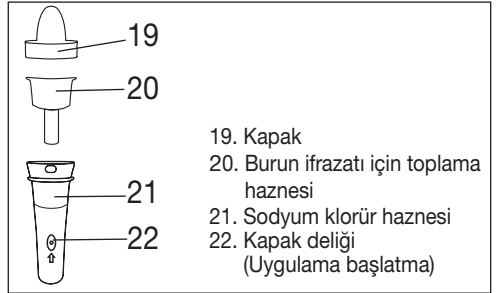 19
20
21
22
19. Kapak
20. Burun ifrazatı için toplama
haznesi
21. Sodyum klorür haznesi
22. Kapak deliği
(Uygulama başlatma)